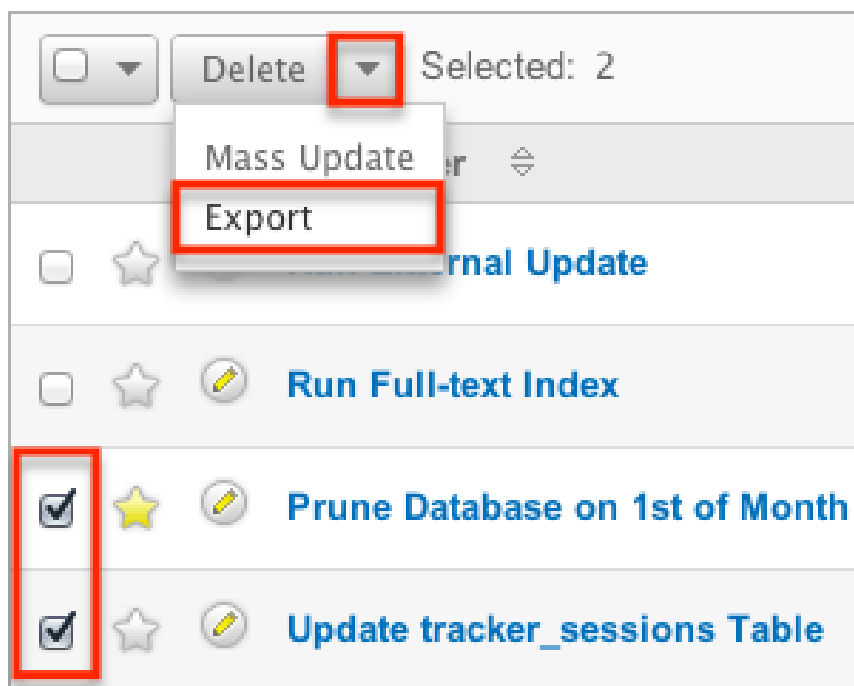 Delete Selected: 2
Mass Update
Export
Update
Run Full-text Index
Prune Database on 1st of Month
Update tracker_sessions Table